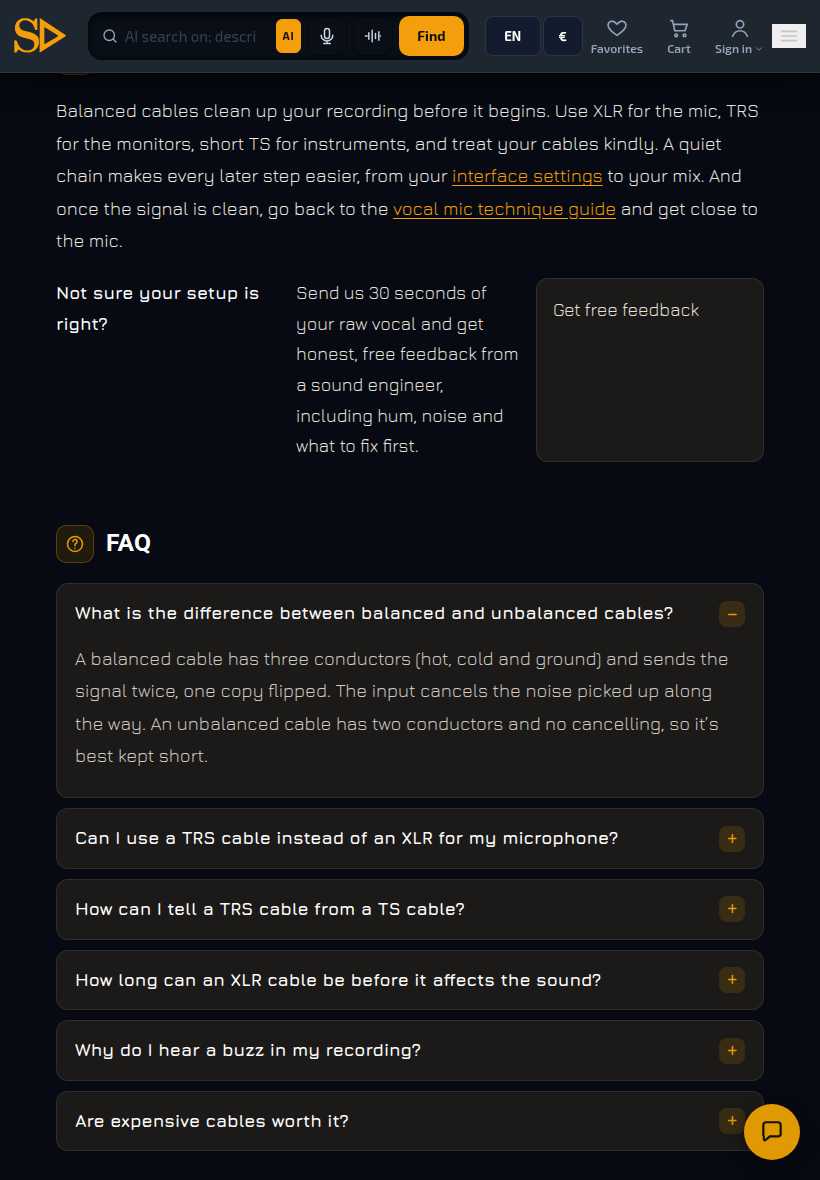 SD
AI search on: descri
AI
Find
EN
€
Favorites
Cart
Sign in
Balanced cables clean up your recording before it begins. Use XLR for the mic, TRS
for the monitors, short TS for instruments, and treat your cables kindly. A quiet
chain makes every later step easier, from your interface settings to your mix. And
once the signal is clean, go back to the vocal mic technique guide and get close to
the mic.
Not sure your setup is
right?
Send us 30 seconds of
your raw vocal and get
honest, free feedback from
a sound engineer,
including hum, noise and
what to fix first.
Get free feedback
FAQ
What is the difference between balanced and unbalanced cables?
A balanced cable has three conductors (hot, cold and ground) and sends the
signal twice, one copy flipped. The input cancels the noise picked up along
the way. An unbalanced cable has two conductors and no cancelling, so it's
best kept short.
Can I use a TRS cable instead of an XLR for my microphone?
How can I tell a TRS cable from a TS cable?
How long can an XLR cable be before it affects the sound?
Why do I hear a buzz in my recording?
Are expensive cables worth it?